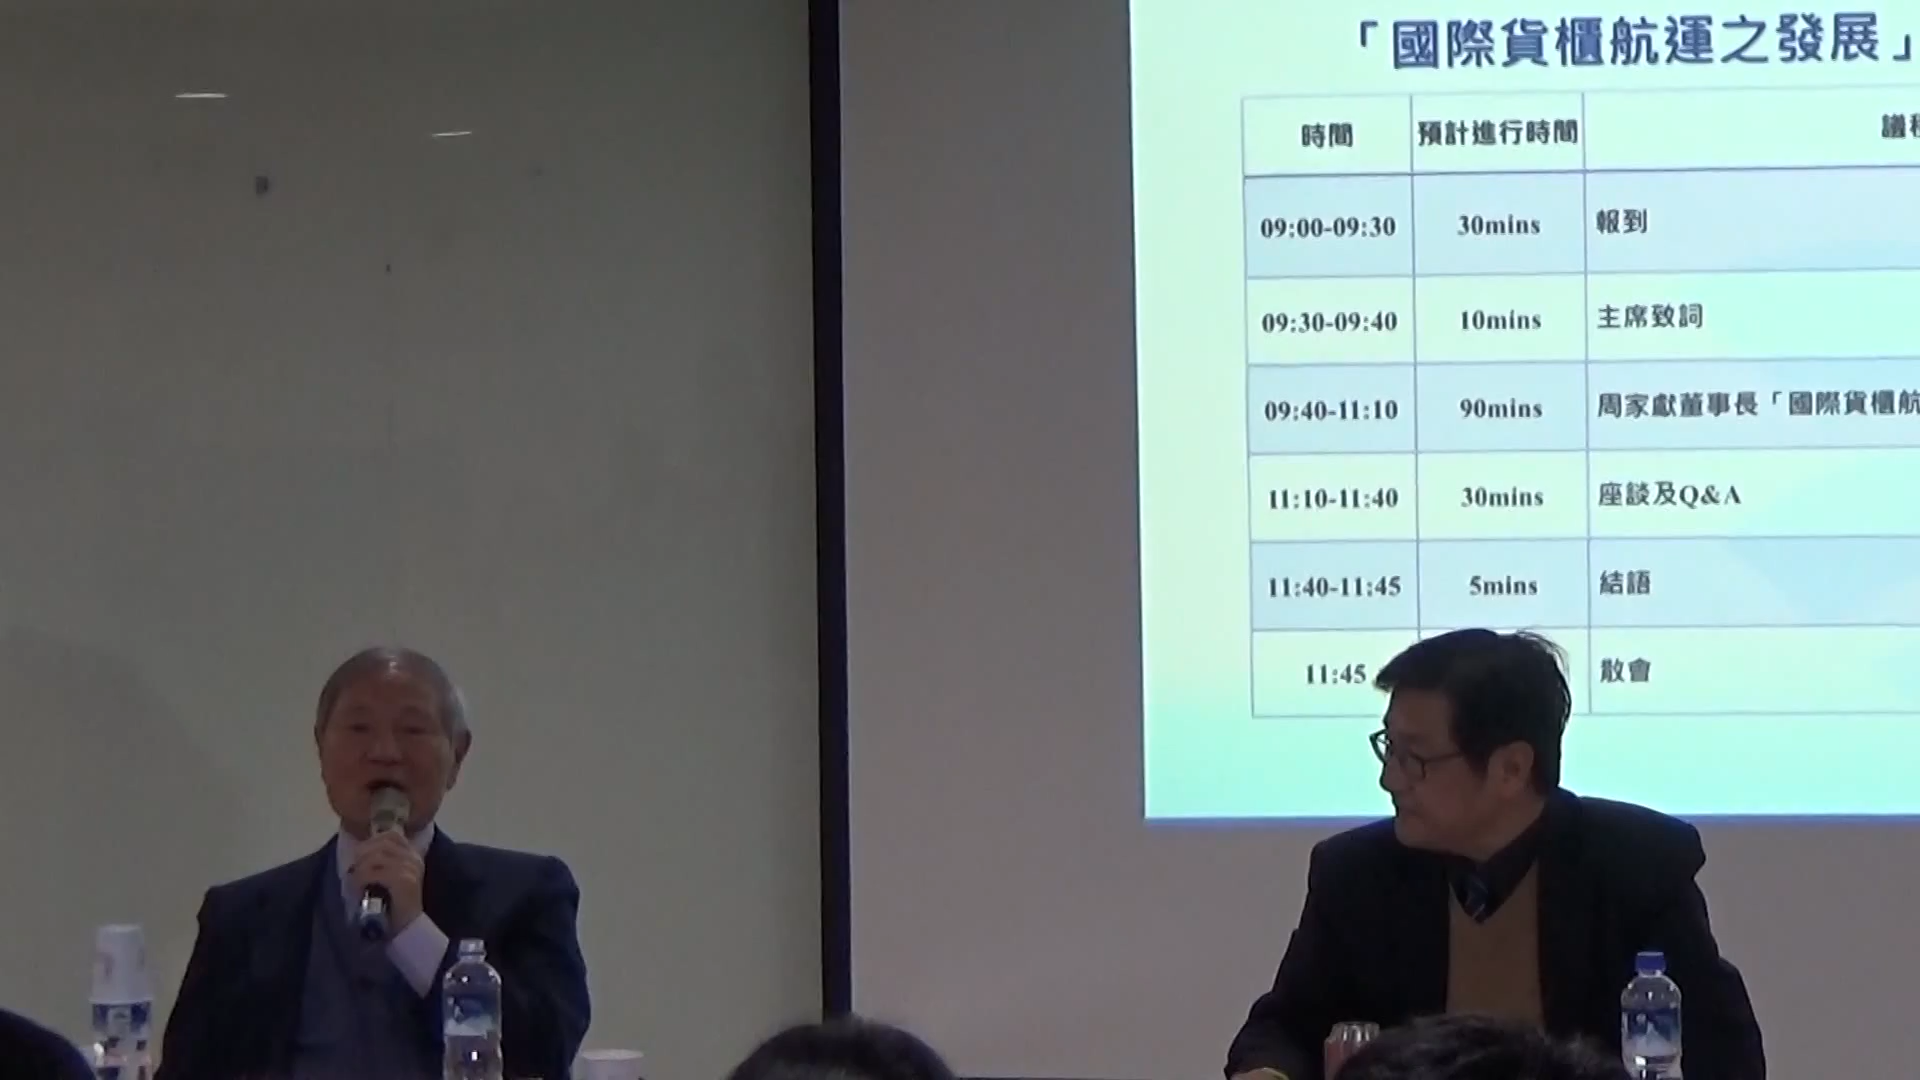 「國際貨櫃航運之發展」
時間 預計進行時間 議程
09:00-09:30 30mins 報到
09:30-09:40 10mins 主席致詞
09:40-11:10 90mins 周家獻董事長「國際貨櫃航
11:10-11:40 30mins 座談及Q&A
11:40-11:45 5mins 結語
11:45 散會